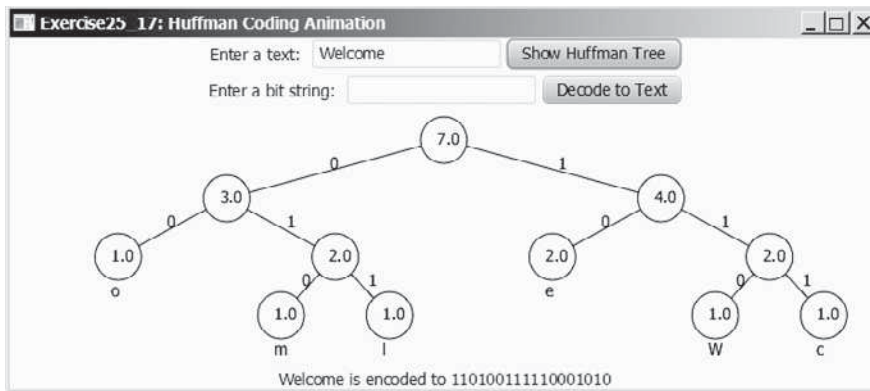 Exercise25_17: Huffman Coding Animation
Enter a text: Welcome Show Huffman Tree
Enter a bit string: Decode to Text
7.0
0 1
3.0 4.0
0 1 0 1
1.0 2.0 2.0 2.0
o 0 1 e 0 1
1.0 1.0 1.0 1.0
m l W c
Welcome is encoded to 110100111110001010